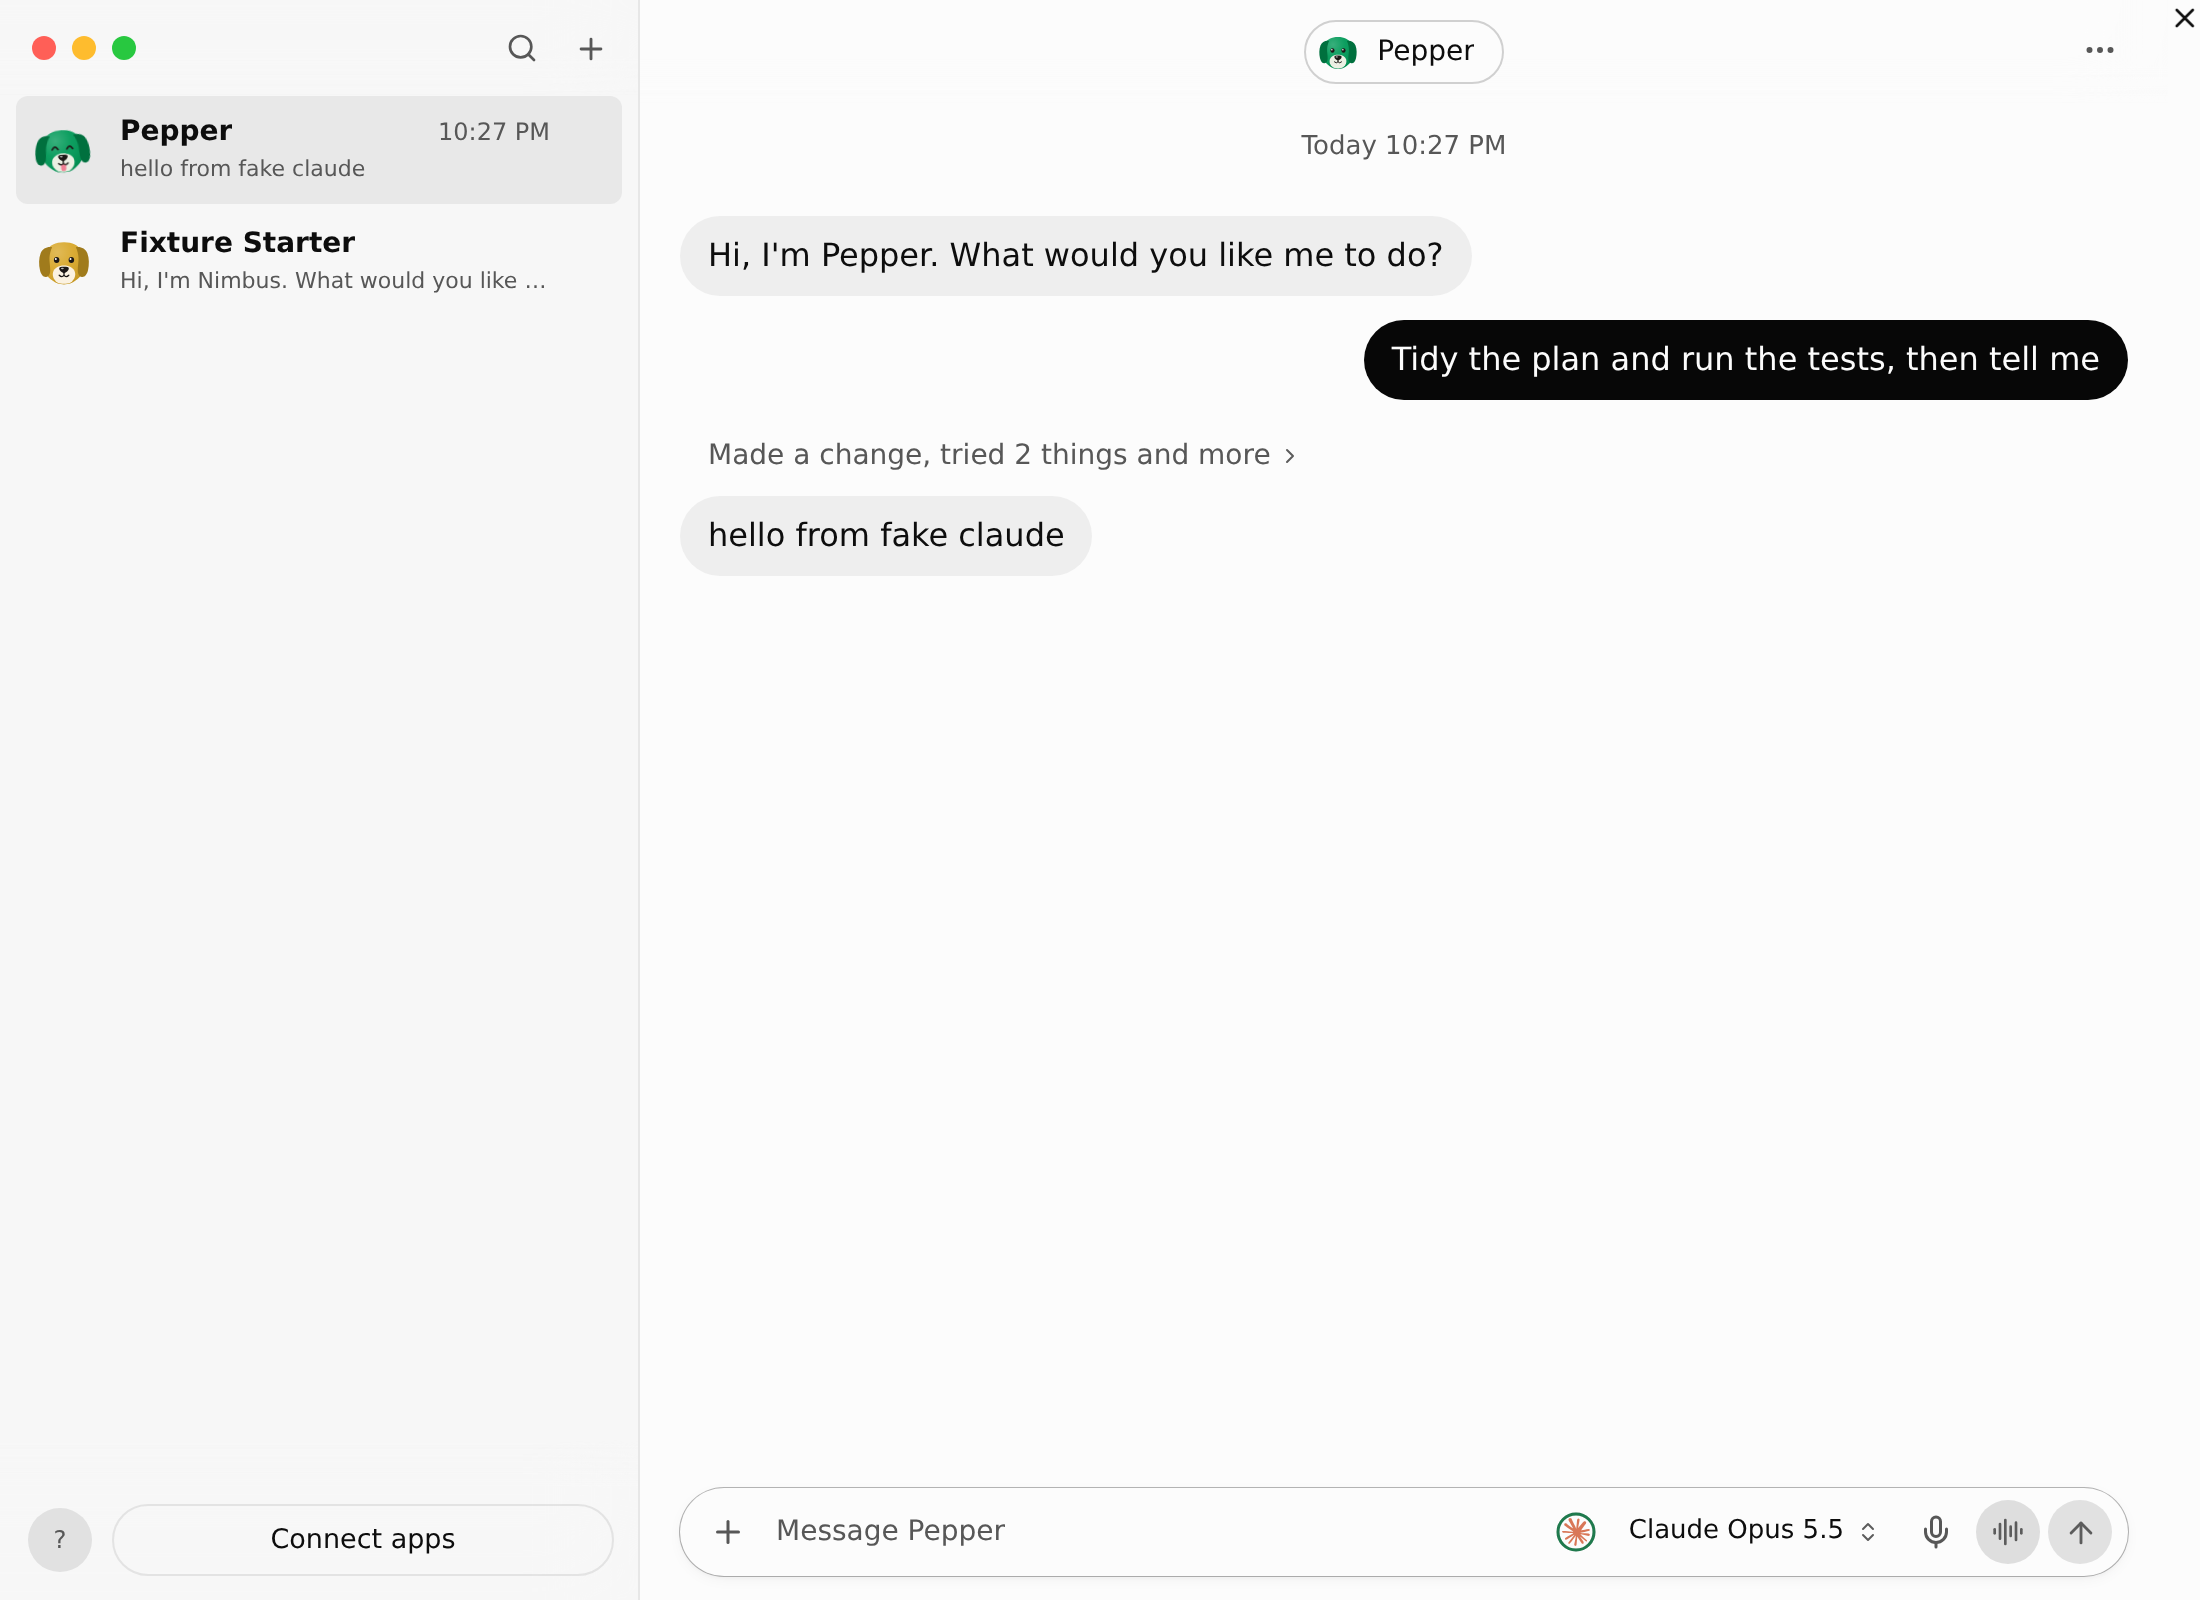 Pepper
10:27 PM
hello from fake claude
Fixture Starter
Hi, I'm Nimbus. What would you like ...
? Connect apps
Pepper
Today 10:27 PM
Hi, I'm Pepper. What would you like me to do?
Tidy the plan and run the tests, then tell me
Made a change, tried 2 things and more
hello from fake claude
Message Pepper
Claude Opus 5.5